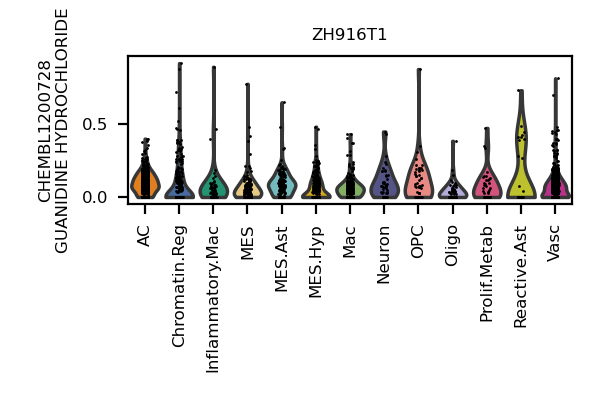 ZH916T1
CHEMBL1200728
GUANIDINE HYDROCHLORIDE
0.5
0.0
AC
Chromatin.Reg
Inflammatory.Mac
MES
MES.Ast
MES.Hyp
Mac
Neuron
OPC
Oligo
Prolif.Metab
Reactive.Ast
Vasc